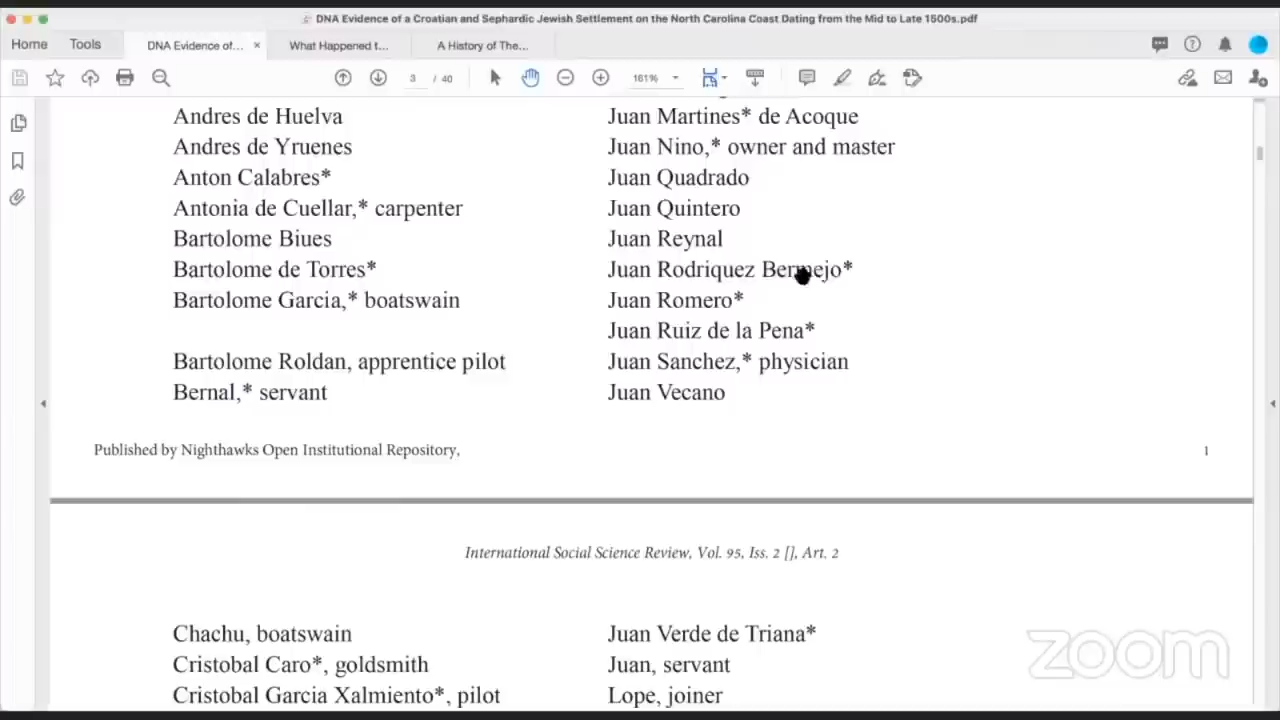 DNA Evidence of a Croatian and Sephardic Jewish Settlement on the North Carolina Coast Dating from the Mid to Late 1500s.pdf
Home Tools DNA Evidence of... × What Happened t... A History of The...
3 / 40 161%
Andres de Huelva
Andres de Yruenes
Anton Calabres*
Antonia de Cuellar,* carpenter
Bartolome Biues
Bartolome de Torres*
Bartolome Garcia,* boatswain
Bartolome Roldan, apprentice pilot
Bernal,* servant
Juan Martines* de Acoque
Juan Nino,* owner and master
Juan Quadrado
Juan Quintero
Juan Reynal
Juan Rodriquez Bermejo*
Juan Romero*
Juan Ruiz de la Pena*
Juan Sanchez,* physician
Juan Vecano
Published by Nighthawks Open Institutional Repository,
1
International Social Science Review, Vol. 95, Iss. 2 [], Art. 2
Chachu, boatswain
Cristobal Caro*, goldsmith
Cristobal Garcia Xalmiento*, pilot
Juan Verde de Triana*
Juan, servant
Lope, joiner
zoom